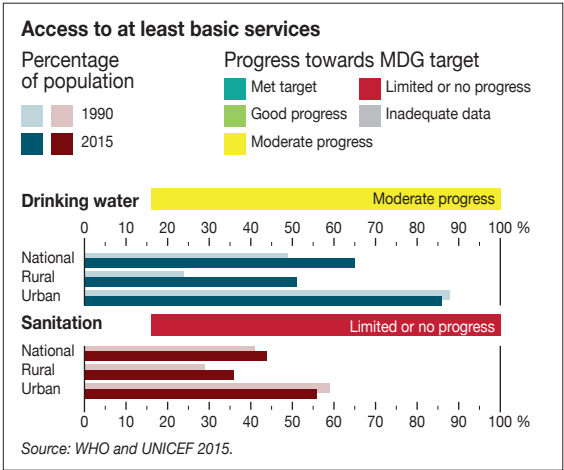 Access to at least basic services
Percentage
of population
1990
2015
Progress towards MDG target
Met target
Limited or no progress
Good progress
Inadequate data
Moderate progress
Drinking water
Moderate progress
0 10 20 30 40 50 60 70 80 90 100 %
National
Rural
Urban
Sanitation
Limited or no progress
National
Rural
Urban
0 10 20 30 40 50 60 70 80 90 100 %
Source: WHO and UNICEF 2015.